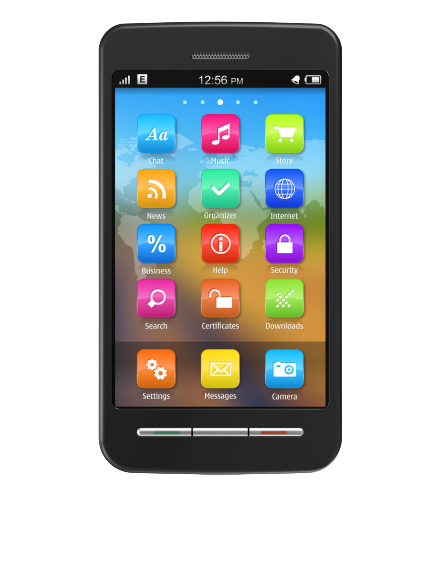 E 12:56 PM
Aa
Chat Music Store
News Organizer Internet
%
Business Help Security
Search Certificates Downloads
Settings Messages Camera